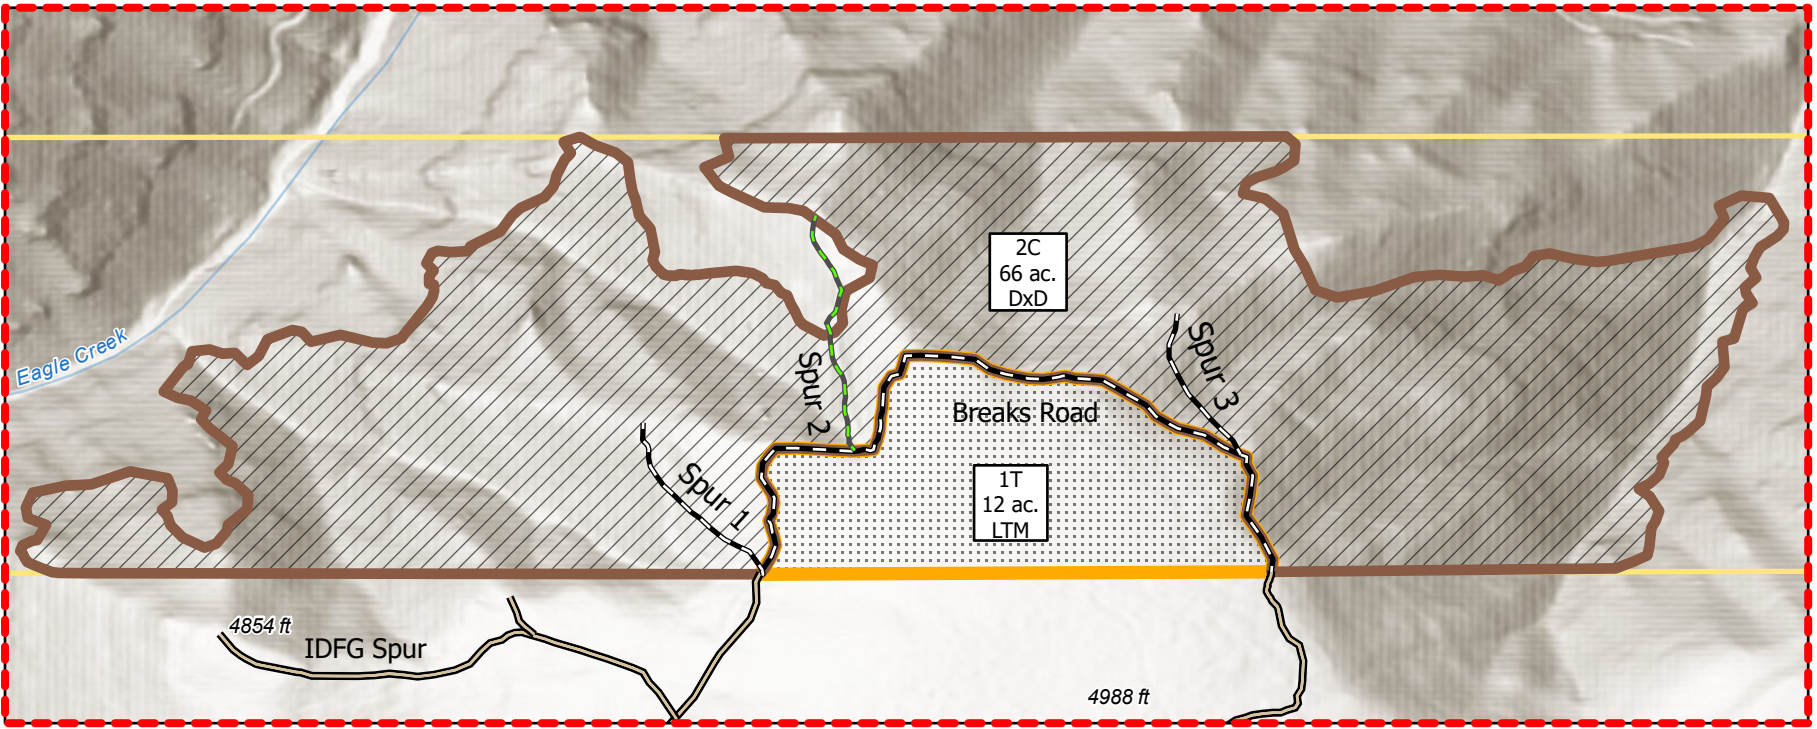 2C
66 ac.
DxD
Eagle Creek
Spur 2
Spur 3
Breaks Road
Spur 1
1T
12 ac.
LTM
4854 ft
IDFG Spur
4988 ft